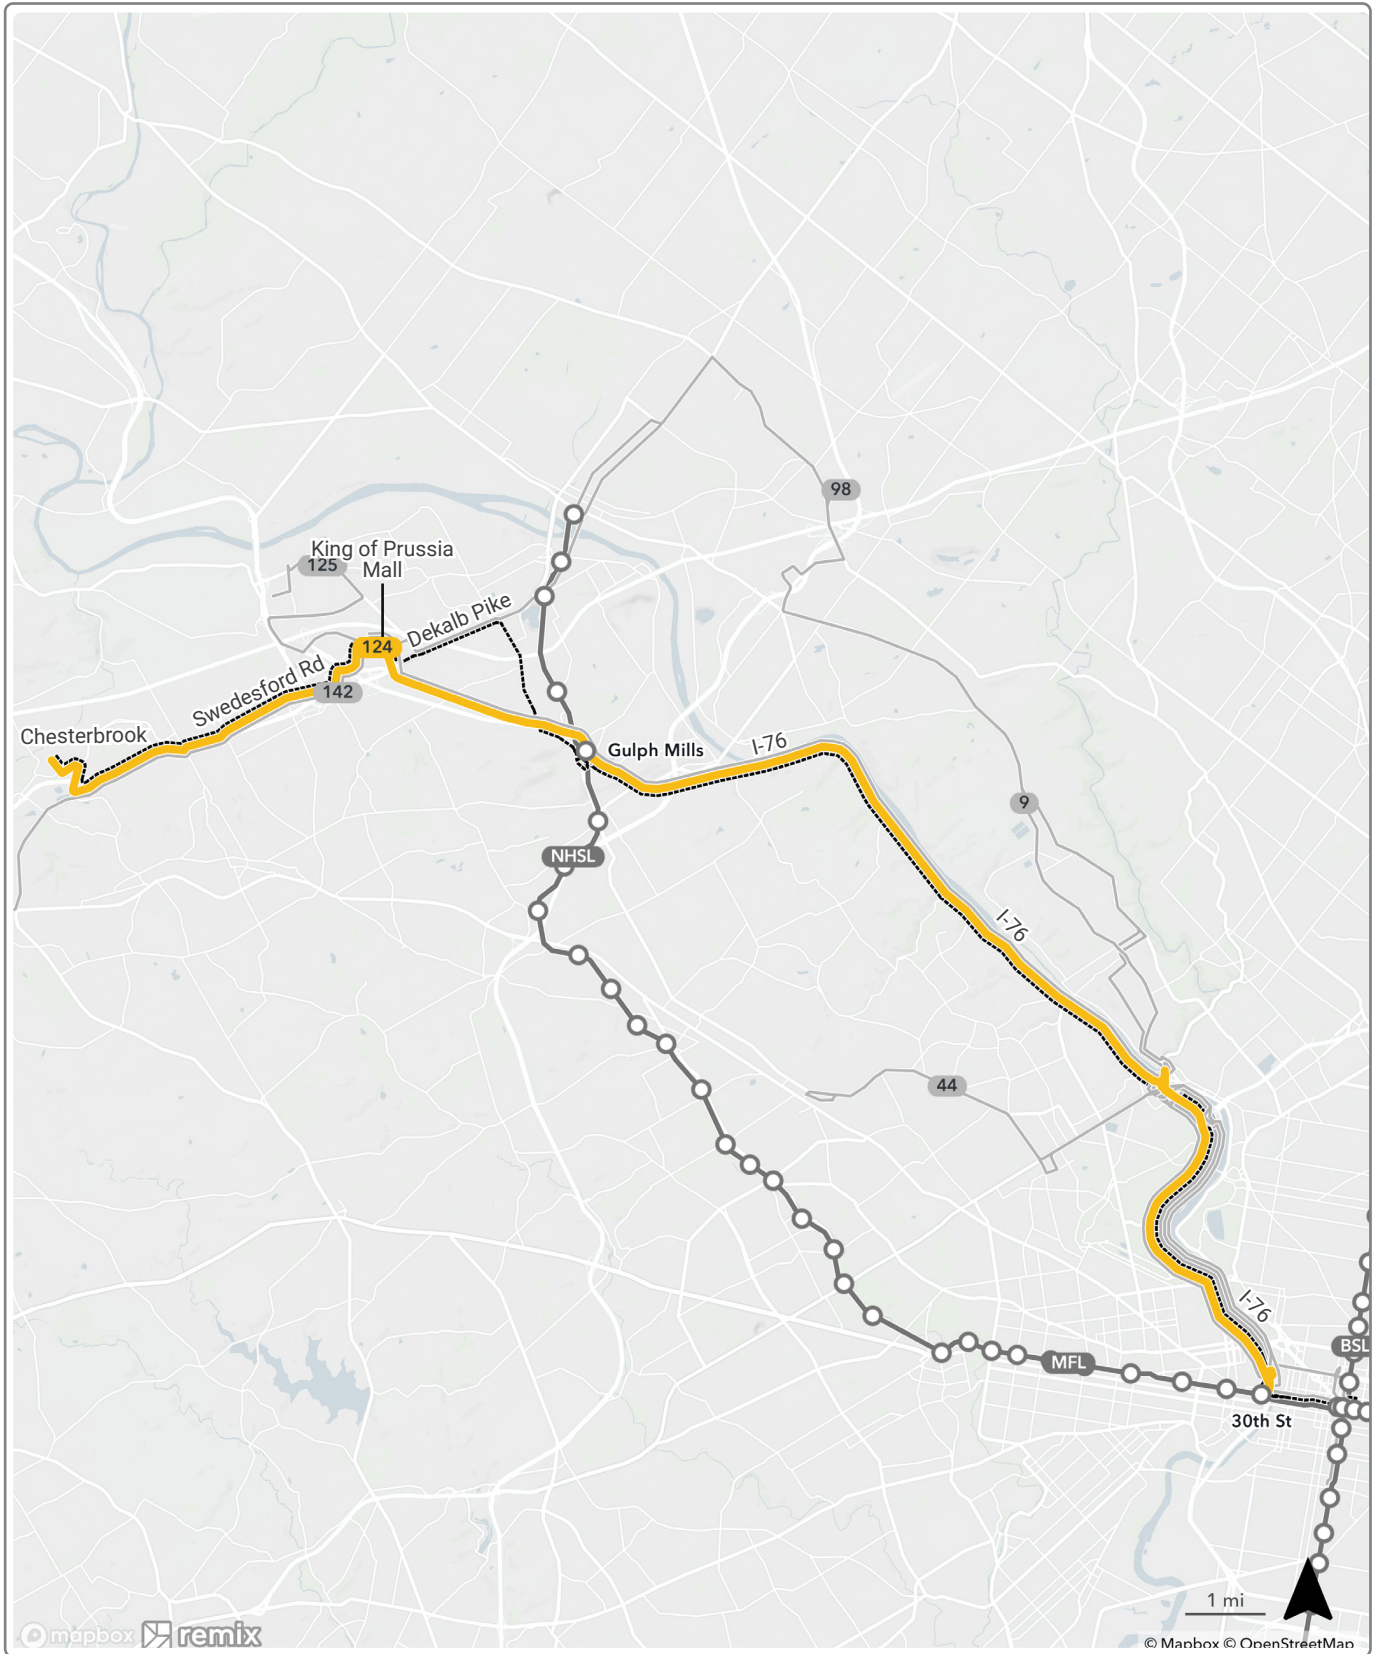 98
King of Prussia
Mall
125
Dekalb Pike
124
Swedesford Rd
142
Chesterbrook
Gulph Mills
I-76
9
NHSL
I-76
44
I-76
BSL
MFL
30th St
1 mi
mapbox remix
© Mapbox © OpenStreetMap